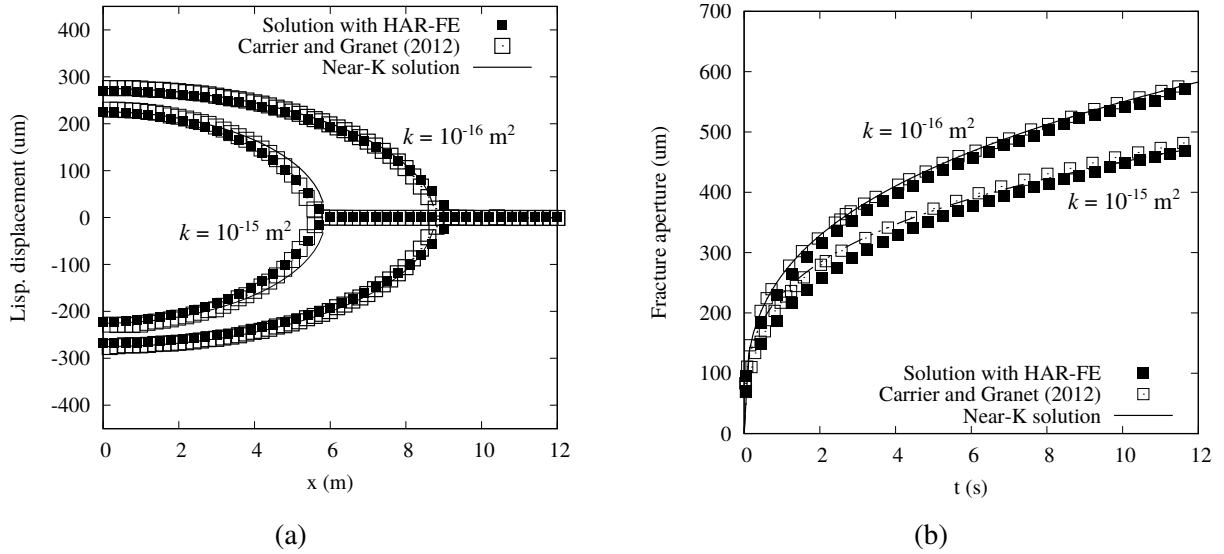 400
300
200
100
0
-100
-200
-300
-400
0 2 4 6 8 10 12
Lisp. displacement (um)
x (m)
Solution with HAR-FE
Carrier and Granet (2012)
Near-K solution
k = 10⁻¹⁶ m²
k = 10⁻¹⁵ m²
(a)
700
600
500
400
300
200
100
0
0 2 4 6 8 10 12
Fracture aperture (um)
t (s)
k = 10⁻¹⁶ m²
k = 10⁻¹⁵ m²
Solution with HAR-FE
Carrier and Granet (2012)
Near-K solution
(b)